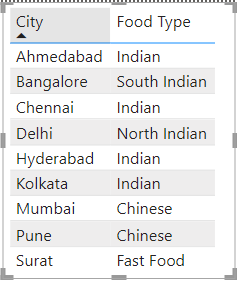 City Food Type
Ahmedabad Indian
Bangalore South Indian
Chennai Indian
Delhi North Indian
Hyderabad Indian
Kolkata Indian
Mumbai Chinese
Pune Chinese
Surat Fast Food